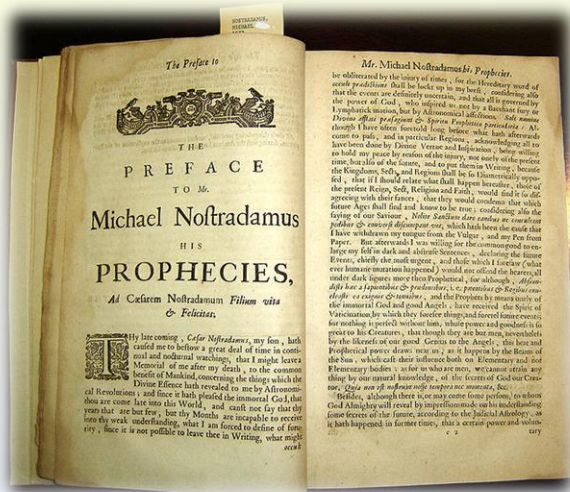 NOSTRADAMUS,
MICHAEL
The Preface to
THE
PREFACE
TO Mr.
Michael Noſtradamus
HIS
PROPHECIES,
Ad Cæſarem Noſtradamum Filium vita
& Felicitas.
THy late coming, Cæſar Noſtradamus, my ſon, hath
cauſed me to beſtow a great deal of time in conti-
nual and nocturnal watchings, that I might leave a
Memorial of me after my death, to the common
benefit of Mankind, concerning the things which the
Divine Eſſence hath revealed to me by Aſtronomi-
cal Revolutions, and ſince it hath pleaſed the immortal God, that
thou are come late into this World, and canſt not ſay that thy
years that are but few, but thy Months are incapable to receive
into thy weak underſtanding, what I am forced to define of futu-
rity, ſince it is not poſſible to leave thee in Writing, what might
occult
Mr. Michael Noſtradamus his Prophecies.
be obliterated by the injury of times, for the Hereditary word of
occult prædictions ſhall be lockt up in my breſt, conſidering alſo
that the events are definitely uncertain, and that all is governed by
the power of God, who inſpired us not by a Bacchant fury or
Lymphatick motion, but by Aſtronomical aſſections. Soli numine
Divino afflati præſagiunt & Spiritu Prophetico particularia: Al-
though I have often foretold long before what hath afterwards
come to paſs, and in particular Regions, acknowledging all to
have been done by Divine Vertue and Inſpiration, being willing
to hold my peace by reaſon of the injury, not onely of the preſent
time, but alſo of the future, and to put them in Writing, becauſe
the Kingdoms, Sects, and Regions ſhall be ſo Diametrically oppo-
ſed, that if I ſhould relate what ſhall happen hereafter, thoſe of
the preſent Reign, Sect, Religion and Faith, would find it ſo diſ-
agreeing with their fancies, that they would condemn that which
future Ages ſhall find and know to be true; conſidering alſo the
ſaying of our Saviour, Nolite Sanctum dare canibus ne conculcent
pedibus & converſi diſrumpant vos, which hath been the cauſe that
I have withdrawn my tongue from the Vulgar, and my Pen from
Paper. But afterwards I was willing for the common good to en-
large my ſelf in dark and abſtruſe Sentences, declaring the future
Events, chiefly the moſt urgent, and thoſe which I foreſaw (what
ever humane mutation happened) would not offend the hearers, all
under dark figures more then Prophetical, for although, Abſcon-
diſti hæc a ſapientibus & prudentibus, i.e. potentibus & Regibus enu-
cleaſti ea exiguis & tenuibus, and the Prophets by means onely of
the immortal God and good Angels, have received the Spirit of
Vaticination, by which they foreſee things, and foretel future events;
for nothing is perfect without him, whoſe power and goodneſs is ſo
great to his Creatures, that though they are but men, nevertheleſs
by the likeneſs of our good Genius to the Angels, this heat and
Prophetical power draws near us, as it happens by the Beams of
the Sun, which caſt their influence both on Elementary and not
Elementary bodies; as for us who are men, we cannot attain any
thing by our natural knowledge, of the ſecrets of God our Crea-
tor, Quia non eſt noſtrum noſſe tempora nec momenta, &c.
Beſides, although there is, or may come ſome perſons, to whom
God Almighty will reveal by impreſſions made on his underſtanding
ſome ſecrets of the future, according to the Judicial Aſtrology, as
it hath happened in former times, that a certain power and volun-
c 2
tary